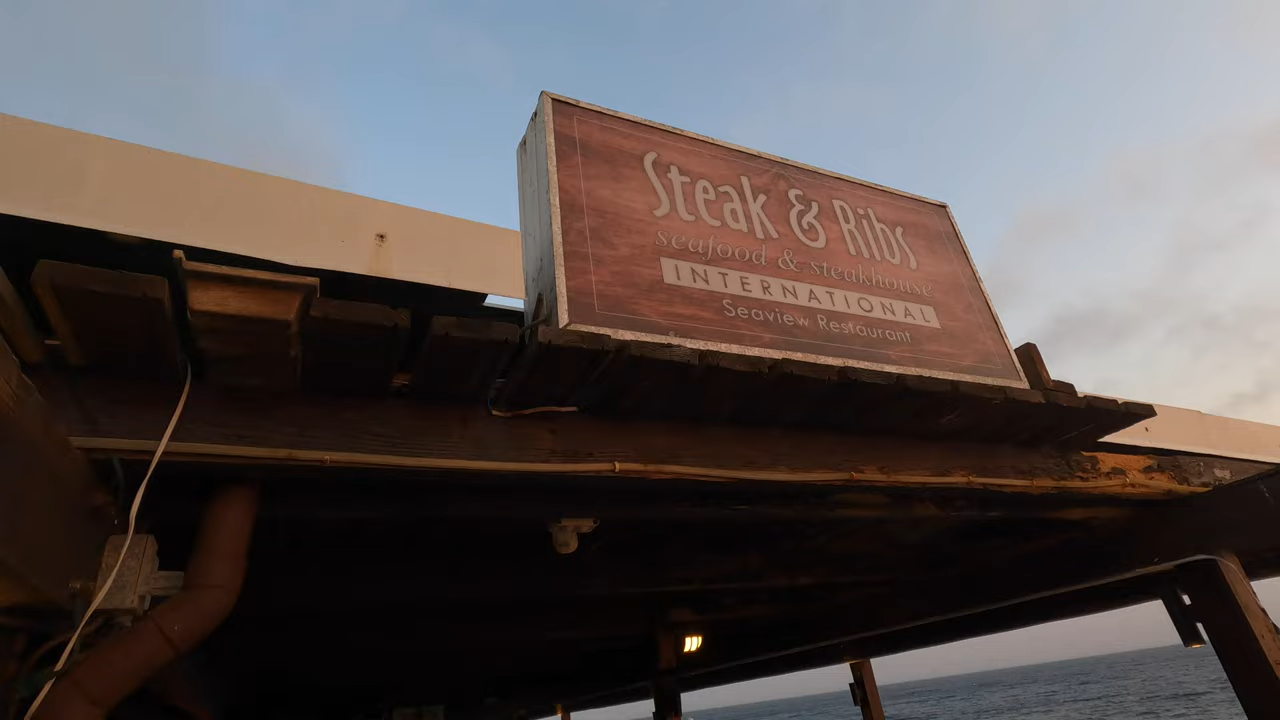 Steak & Ribs
seafood & steakhouse
INTERNATIONAL
Seaview Restaurant